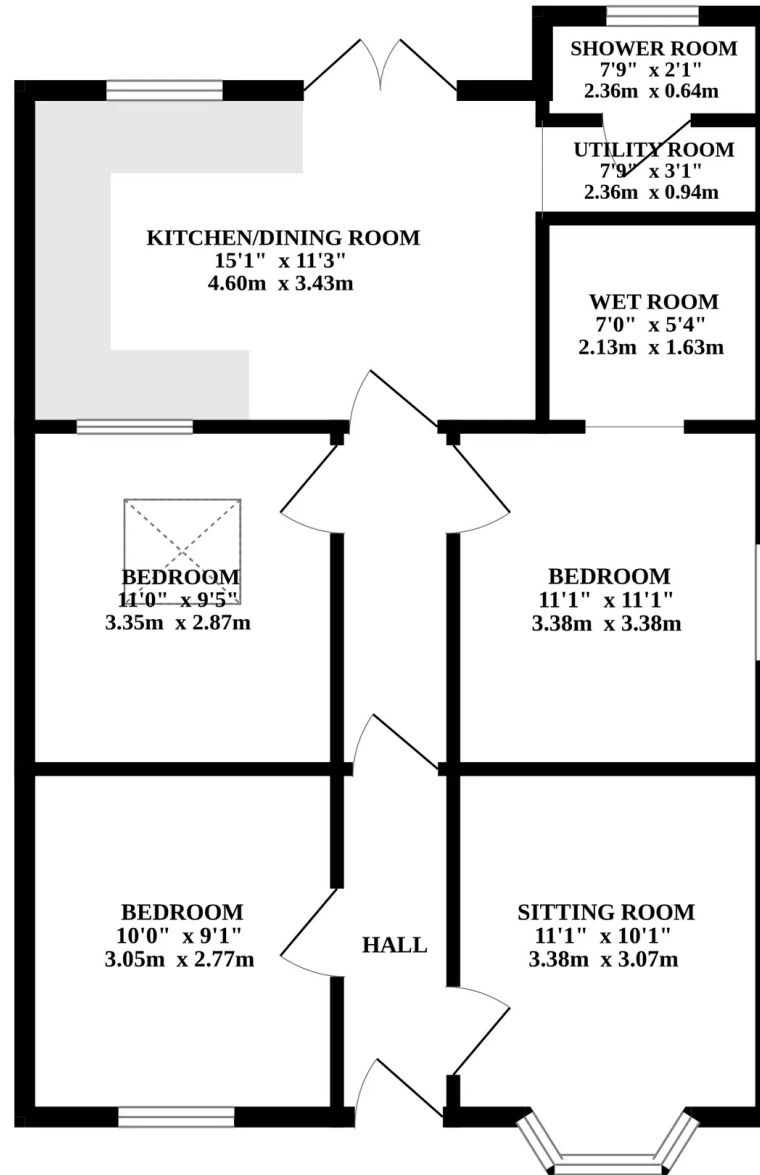 SHOWER ROOM
7'9" x 2'1"
2.36m x 0.64m
UTILITY ROOM
7'9" x 3'1"
2.36m x 0.94m
KITCHEN/DINING ROOM
15'1" x 11'3"
4.60m x 3.43m
WET ROOM
7'0" x 5'4"
2.13m x 1.63m
BEDROOM
11'0" x 9'5"
3.35m x 2.87m
BEDROOM
11'1" x 11'1"
3.38m x 3.38m
BEDROOM
10'0" x 9'1"
3.05m x 2.77m
HALL
SITTING ROOM
11'1" x 10'1"
3.38m x 3.07m